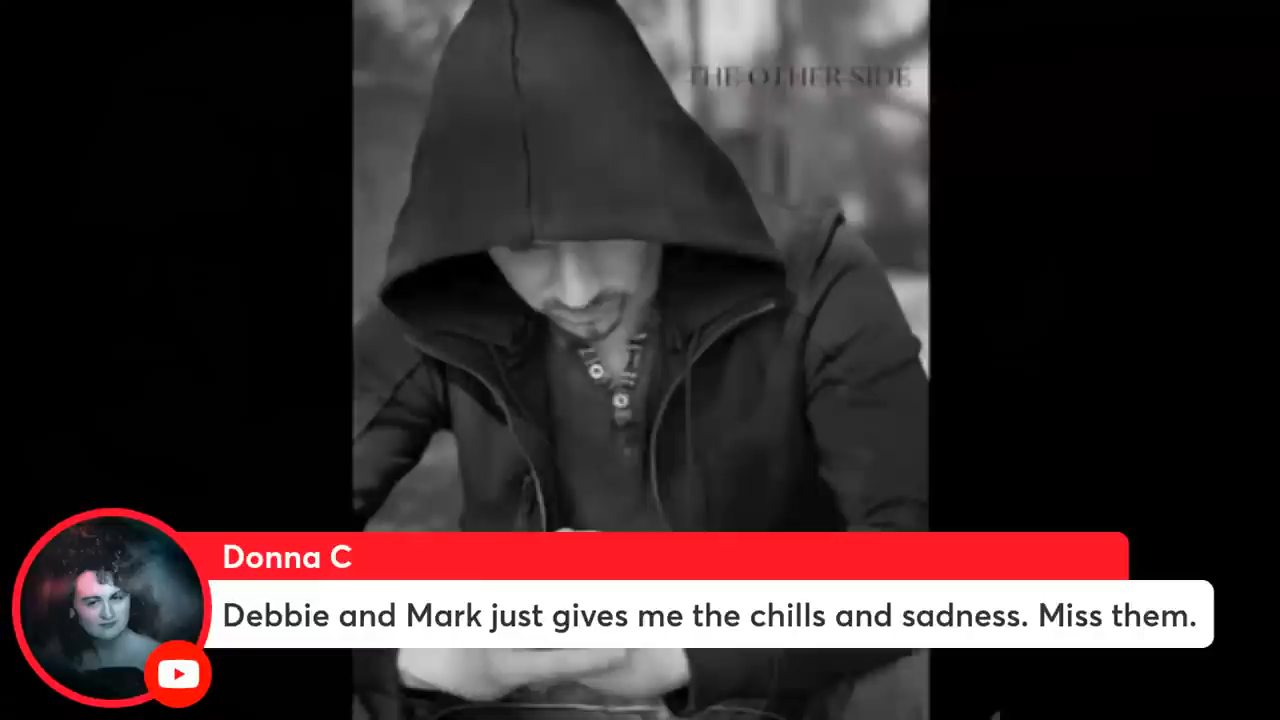 THE OTHER SIDE
Donna C
Debbie and Mark just gives me the chills and sadness. Miss them.